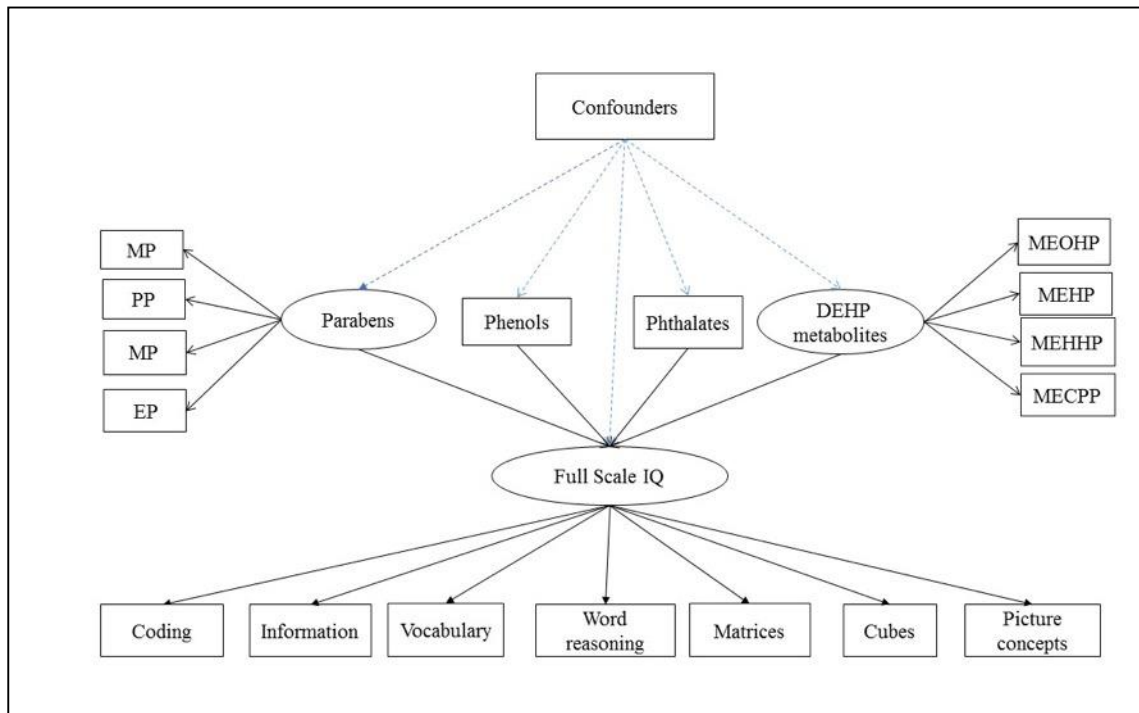 Confounders
MP
PP
MP
EP
Parabens
Phenols
Phthalates
DEHP
metabolites
MEOHP
MEHP
MEHHP
MECPP
Full Scale IQ
Coding
Information
Vocabulary
Word
reasoning
Matrices
Cubes
Picture
concepts